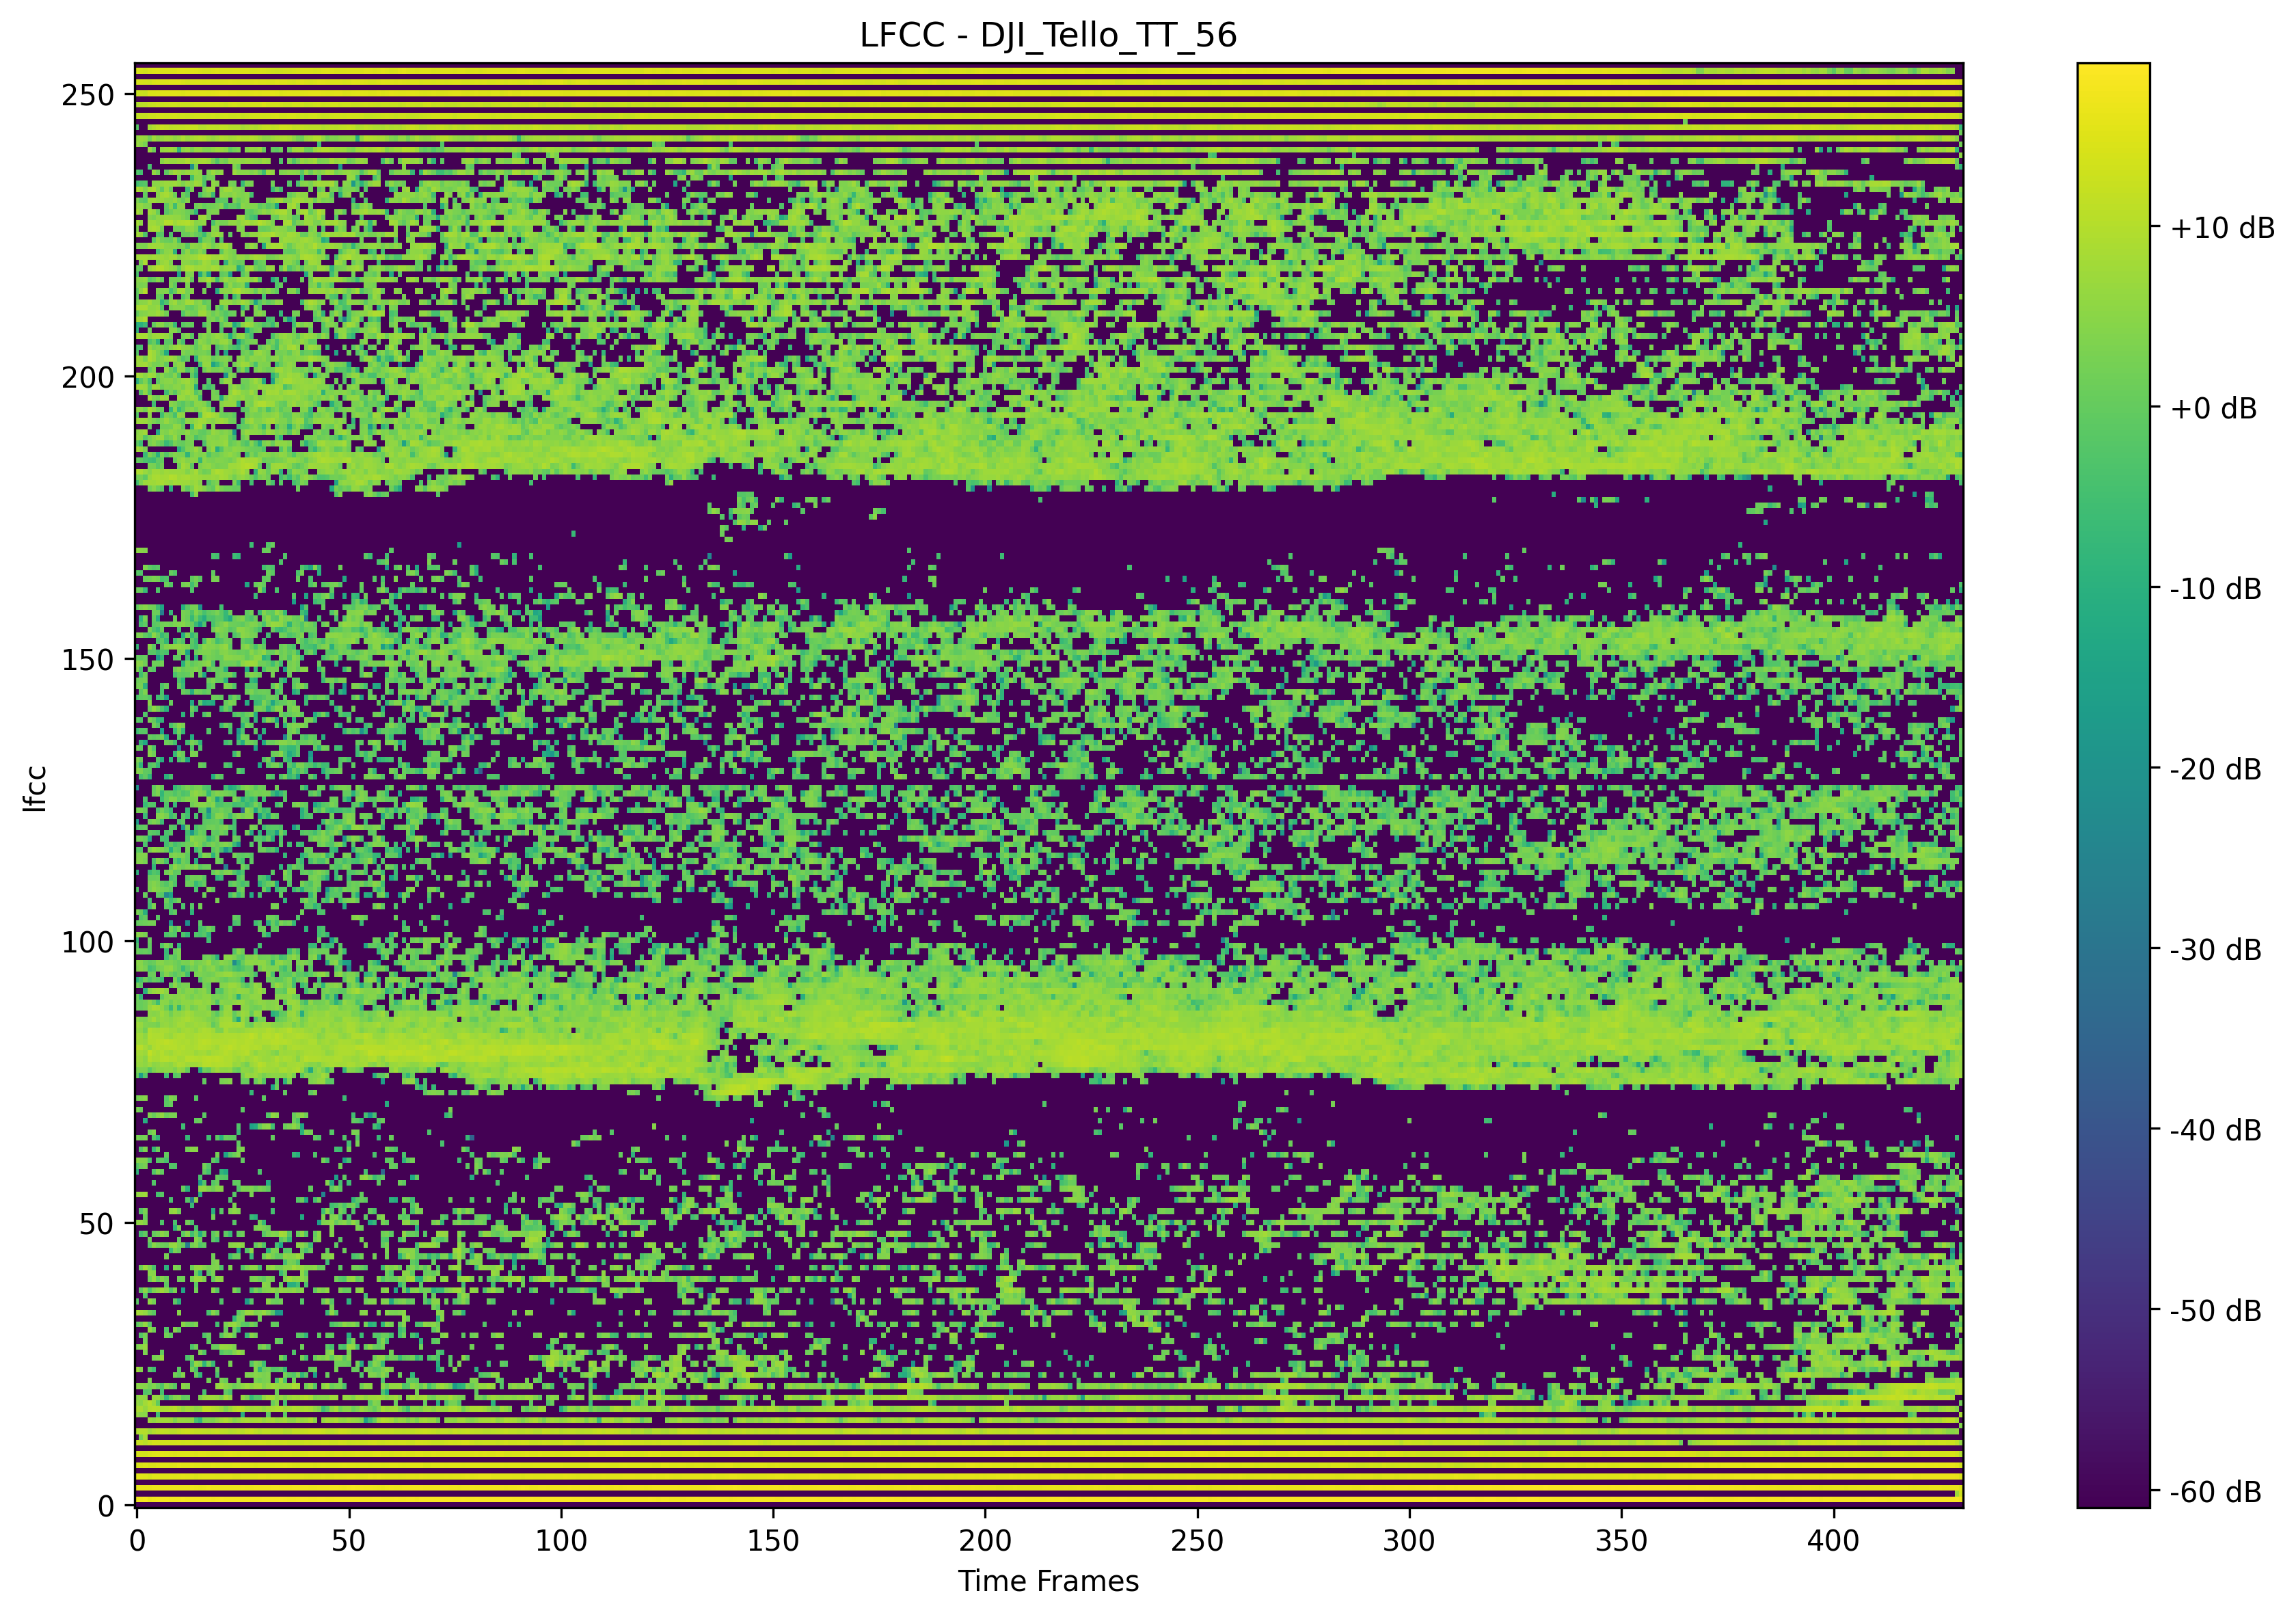 LFCC - DJI_Tello_TT_56
250
200
150
100
50
0
lfcc
0 50 100 150 200 250 300 350 400
Time Frames
+10 dB
+0 dB
-10 dB
-20 dB
-30 dB
-40 dB
-50 dB
-60 dB